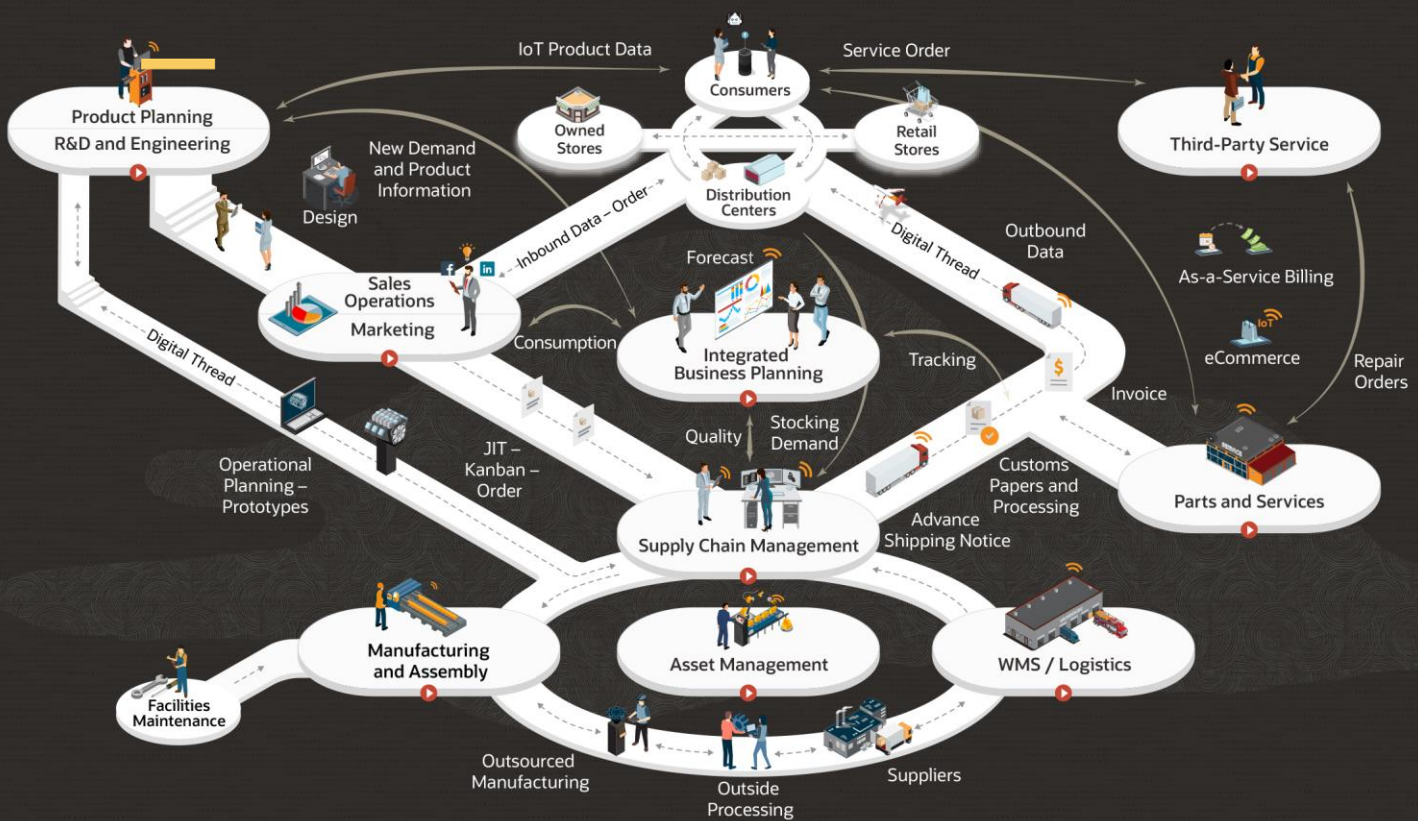 IoT Product Data
Service Order
Consumers
Product Planning
R&D and Engineering
Owned
Stores
Retail
Stores
Third-Party Service
New Demand
and Product
Information
Design
Distribution
Centers
Inbound Data – Order
Digital Thread
Outbound
Data
As-a-Service Billing
Forecast
f
in
Sales
Operations
Marketing
IoT
eCommerce
Consumption
Integrated
Business Planning
Tracking
Repair
Orders
Digital Thread
$
Invoice
Quality
Stocking
Demand
JIT –
Kanban –
Order
Operational
Planning –
Prototypes
Customs
Papers and
Processing
Parts and Services
Advance
Shipping Notice
Supply Chain Management
Manufacturing
and Assembly
Asset Management
WMS / Logistics
Facilities
Maintenance
Outsourced
Manufacturing
Outside
Processing
Suppliers